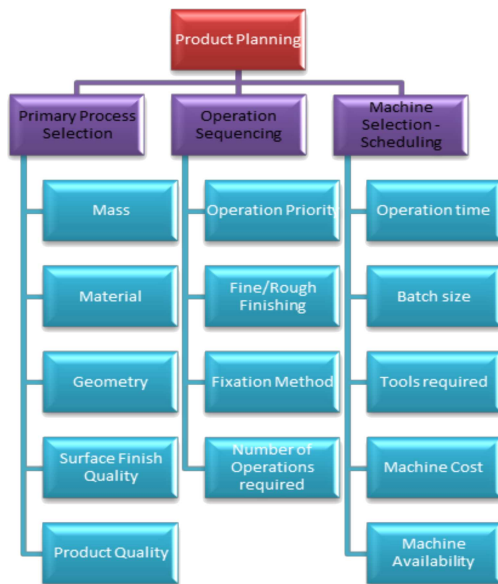 Product Planning
Primary Process
Selection
Mass
Material
Geometry
Surface Finish
Quality
Product Quality
Operation
Sequencing
Operation Priority
Fine/Rough
Finishing
Fixation Method
Number of
Operations
required
Machine
Selection -
Scheduling
Operation time
Batch size
Tools required
Machine Cost
Machine
Availability